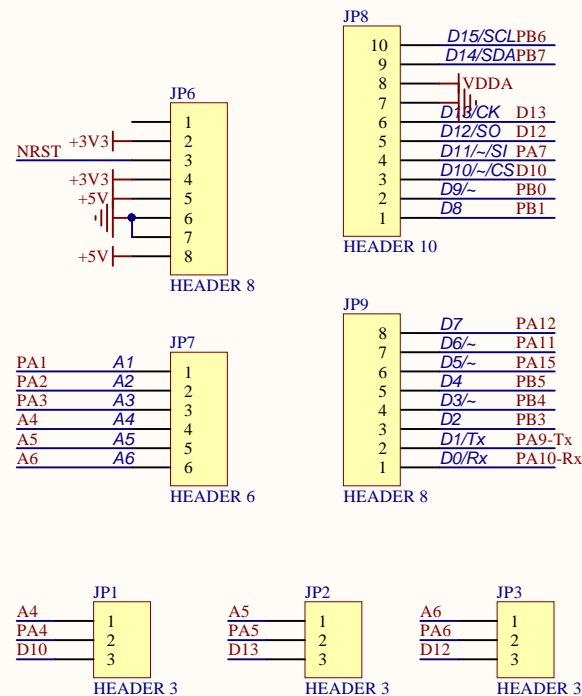 JP6
1
+3V3 2
NRST 3
+3V3 4
+5V 5
6
7
+5V 8
HEADER 8
JP8
10 D15/SCL PB6
9 D14/SDA PB7
8 VDDA
7
6 D13/CK D13
5 D12/SO D12
4 D11/~/SI PA7
3 D10/~/CS D10
2 D9/~ PB0
1 D8 PB1
HEADER 10
JP7
PA1 A1 1
PA2 A2 2
PA3 A3 3
A4 A4 4
A5 A5 5
A6 A6 6
HEADER 6
JP9
8 D7 PA12
7 D6/~ PA11
6 D5/~ PA15
5 D4 PB5
4 D3/~ PB4
3 D2 PB3
2 D1/Tx PA9-Tx
1 D0/Rx PA10-Rx
HEADER 8
JP1
A4 1
PA4 2
D10 3
HEADER 3
JP2
A5 1
PA5 2
D13 3
HEADER 3
JP3
A6 1
PA6 2
D12 3
HEADER 3